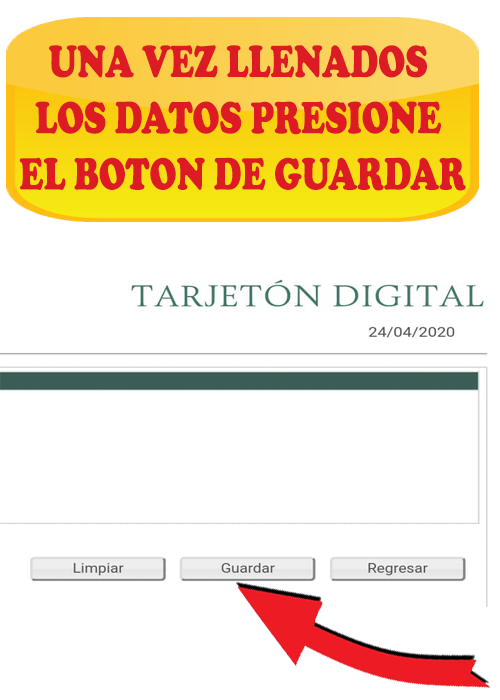 UNA VEZ LLENADOS
LOS DATOS PRESIONE
EL BOTON DE GUARDAR
TARJETÓN DIGITAL
24/04/2020
Limpiar Guardar Regresar